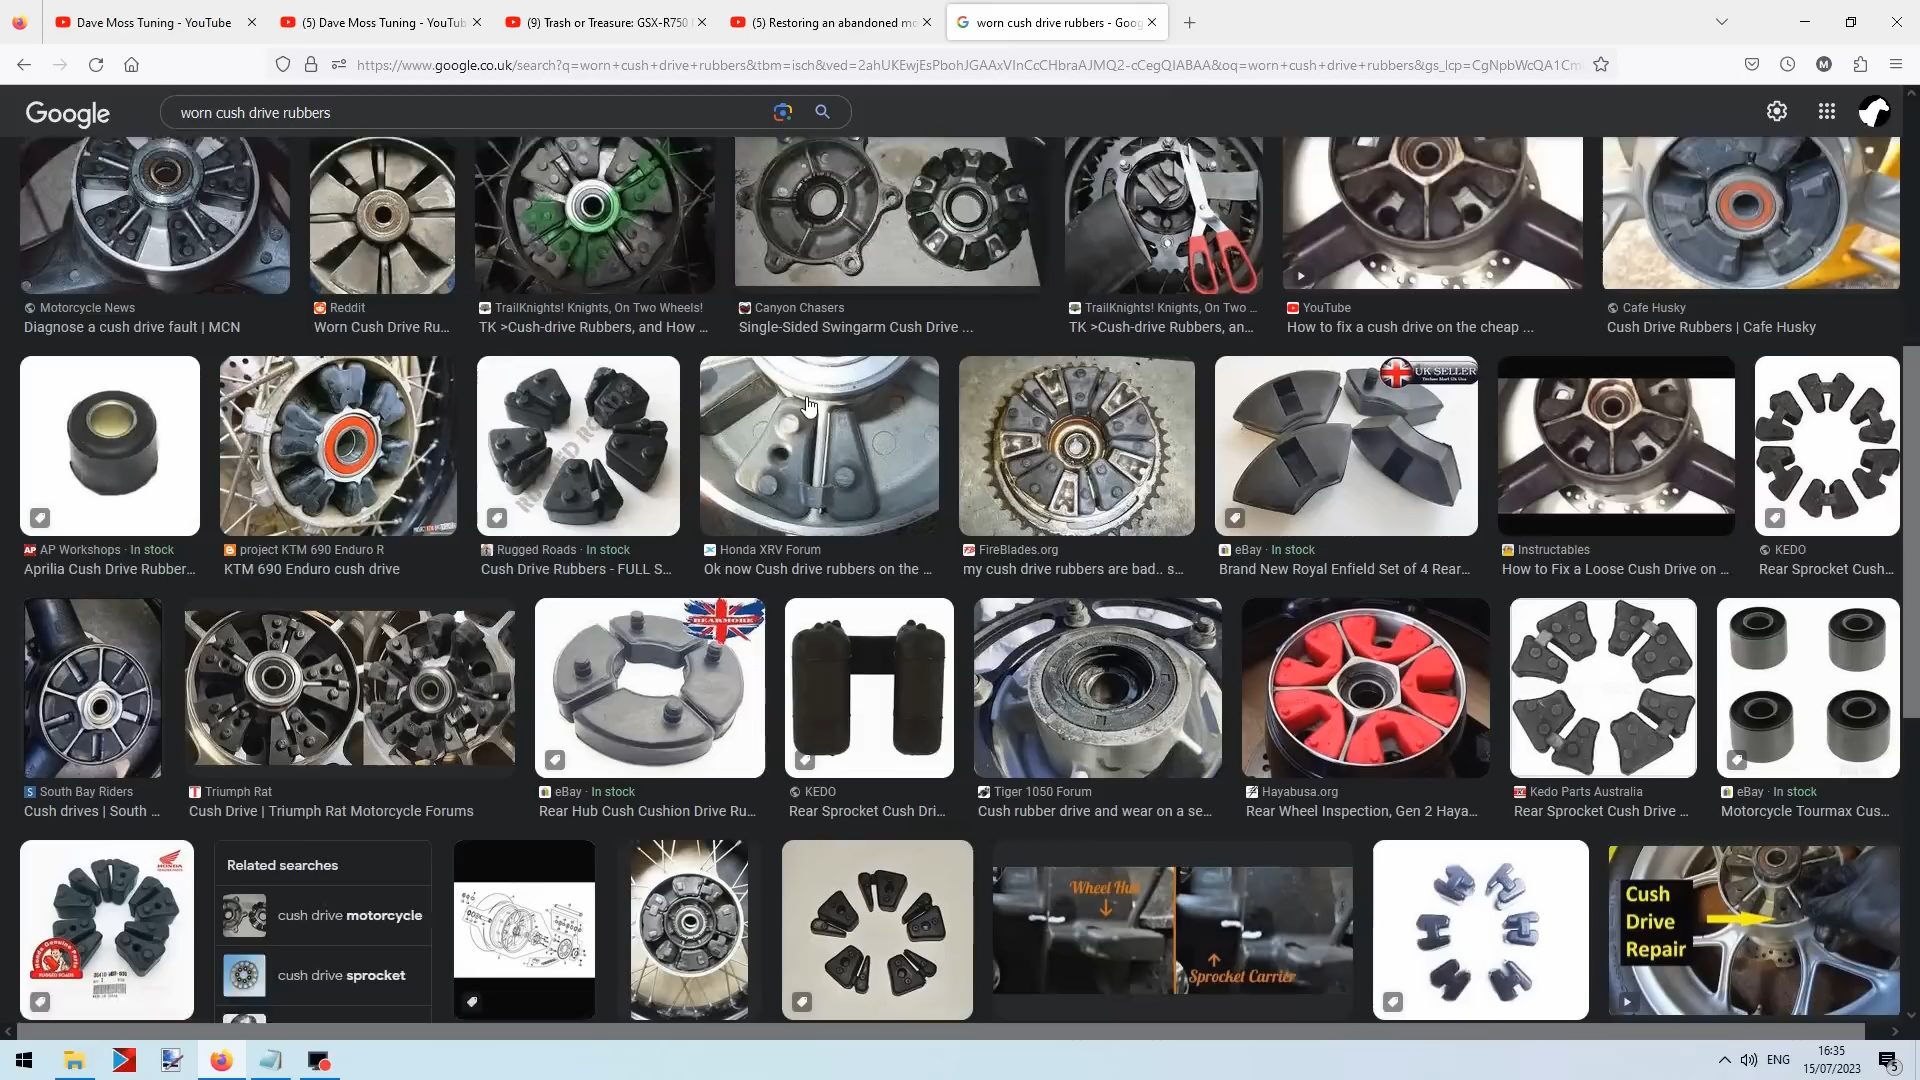 Dave Moss Tuning - YouTube
(5) Dave Moss Tuning - YouTub
(9) Trash or Treasure: GSX-R750
(5) Restoring an abandoned mo
worn cush drive rubbers - Goog
https://www.google.co.uk/search?q=worn+cush+drive+rubbers&tbm=isch&ved=2ahUKEwjEsPbohJGAAxVInCcCHbraAJMQ2-cCegQIABAA&oq=worn+cush+drive+rubbers&gs_lcp=CgNpbWcQA1Cm
Google
worn cush drive rubbers
Motorcycle News
Diagnose a cush drive fault | MCN
Reddit
Worn Cush Drive Ru...
TrailKnights! Knights, On Two Wheels!
TK >Cush-drive Rubbers, and How ...
Canyon Chasers
Single-Sided Swingarm Cush Drive ...
TrailKnights! Knights, On Two ...
TK >Cush-drive Rubbers, an...
YouTube
How to fix a cush drive on the cheap ...
Cafe Husky
Cush Drive Rubbers | Cafe Husky
RUGGED ROADS
UK SELLER
AP Workshops · In stock
Aprilia Cush Drive Rubber...
project KTM 690 Enduro R
KTM 690 Enduro cush drive
Rugged Roads · In stock
Cush Drive Rubbers - FULL S...
Honda XRV Forum
Ok now Cush drive rubbers on the ...
FireBlades.org
my cush drive rubbers are bad.. s...
eBay · In stock
Brand New Royal Enfield Set of 4 Rear...
Instructables
How to Fix a Loose Cush Drive on ...
KEDO
Rear Sprocket Cush...
BEARMORE
South Bay Riders
Cush drives | South ...
Triumph Rat
Cush Drive | Triumph Rat Motorcycle Forums
eBay · In stock
Rear Hub Cush Cushion Drive Ru...
KEDO
Rear Sprocket Cush Dri...
Tiger 1050 Forum
Cush rubber drive and wear on a se...
Hayabusa.org
Rear Wheel Inspection, Gen 2 Haya...
Kedo Parts Australia
Rear Sprocket Cush Drive ...
eBay · In stock
Motorcycle Tourmax Cus...
HONDA
Related searches
cush drive motorcycle
cush drive sprocket
Wheel Hub
Sprocket Carrier
Cush
Drive
Repair
ENG
16:35
15/07/2023
5